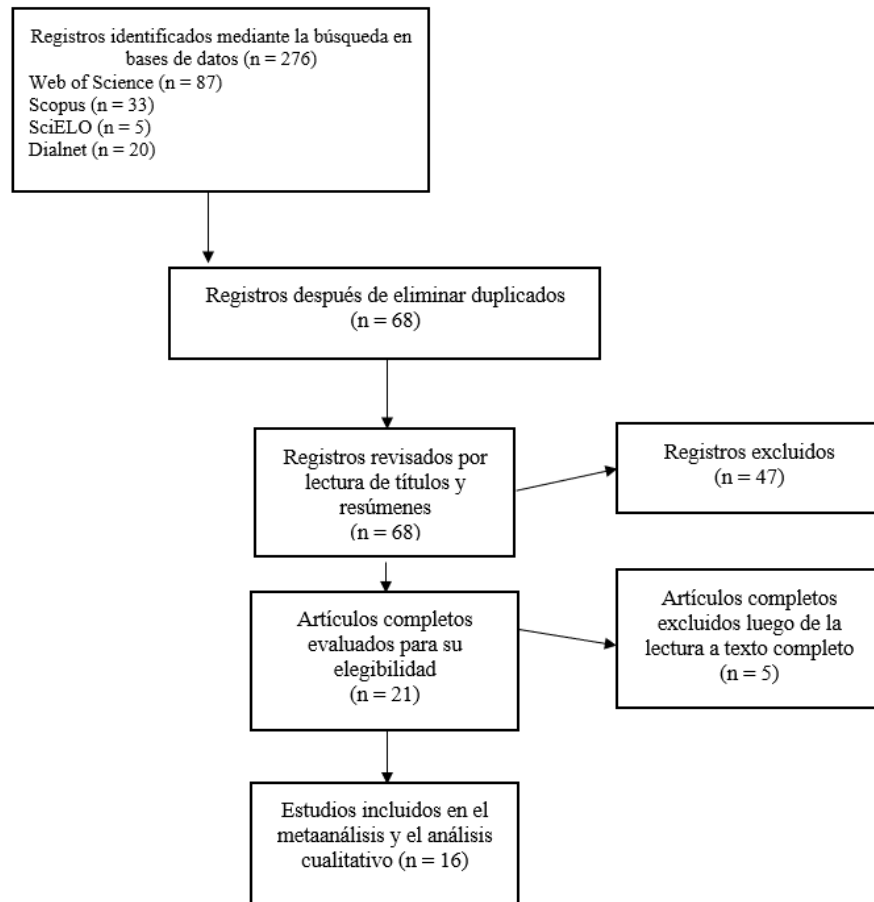 Registros identificados mediante la búsqueda en
bases de datos (n = 276)
Web of Science (n = 87)
Scopus (n = 33)
SciELO (n = 5)
Dialnet (n = 20)
Registros después de eliminar duplicados
(n = 68)
Registros revisados por
lectura de títulos y
resúmenes
(n = 68)
Registros excluidos
(n = 47)
Artículos completos
evaluados para su
elegibilidad
(n = 21)
Artículos completos
excluidos luego de la
lectura a texto completo
(n = 5)
Estudios incluidos en el
metaanálisis y el análisis
cualitativo (n = 16)